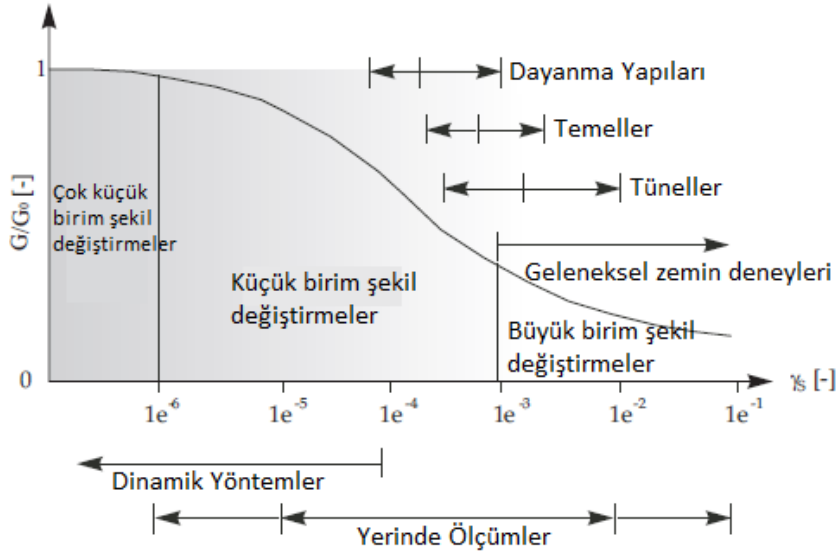 1
Dayanma Yapıları
Temeller
Tüneller
G/G₀ [-]
Çok küçük
birim şekil
değiştirmeler
Küçük birim şekil
değiştirmeler
Geleneksel zemin deneyleri
Büyük birim şekil
değiştirmeler
0
γs [-]
1e⁻⁶ 1e⁻⁵ 1e⁻⁴ 1e⁻³ 1e⁻² 1e⁻¹
Dinamik Yöntemler
Yerinde Ölçümler